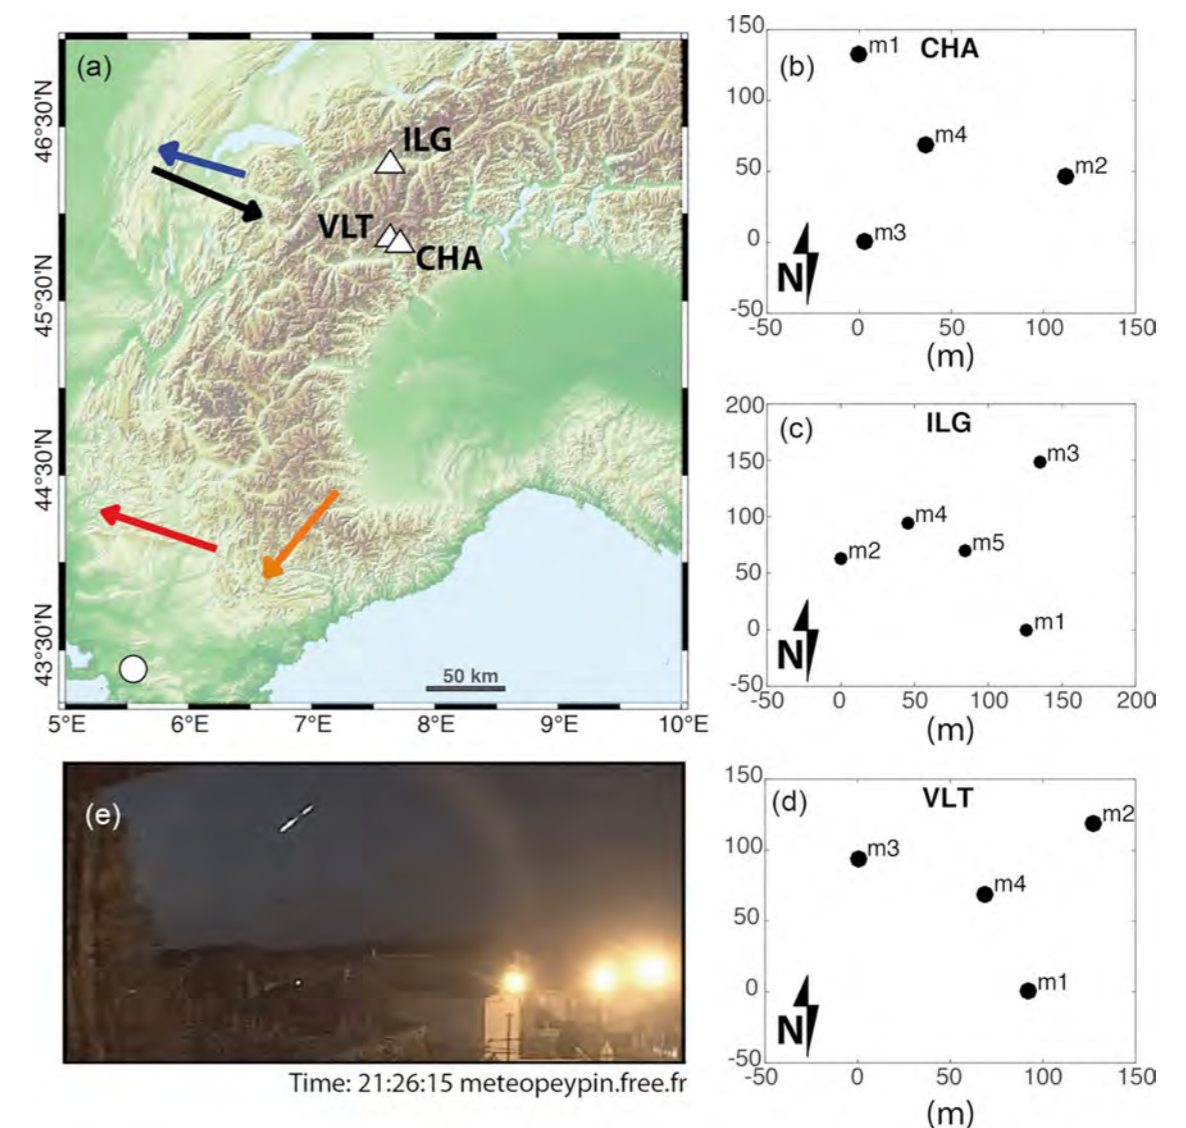 (a)
ILG
VLT
CHA
50 km
46°30'N
45°30'N
44°30'N
43°30'N
5°E 6°E 7°E 8°E 9°E 10°E
(b)
CHA
m1
m4
m2
m3
N
150
100
50
0
-50
-50 0 50 100 150
(m)
(c)
ILG
m3
m4
m5
m2
m1
N
200
150
100
50
0
-50
-50 0 50 100 150 200
(m)
(d)
VLT
m2
m3
m4
m1
N
150
100
50
0
-50
-50 0 50 100 150
(m)
(e)
Time: 21:26:15 meteopeypin.free.fr